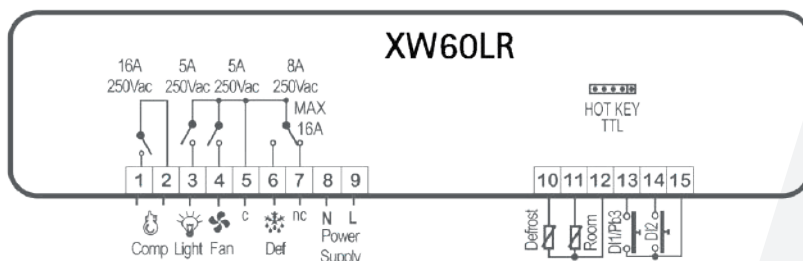 XW60LR
16A 5A 5A 8A
250Vac 250Vac 250Vac 250Vac
MAX
16A
HOT KEY
TTL
1 2 3 4 5 6 7 8 9
10 11 12 13 14 15
c nc N L
Comp Light Fan Def Power
Supply
Defrost
Room
DI1/Pb3
DI2